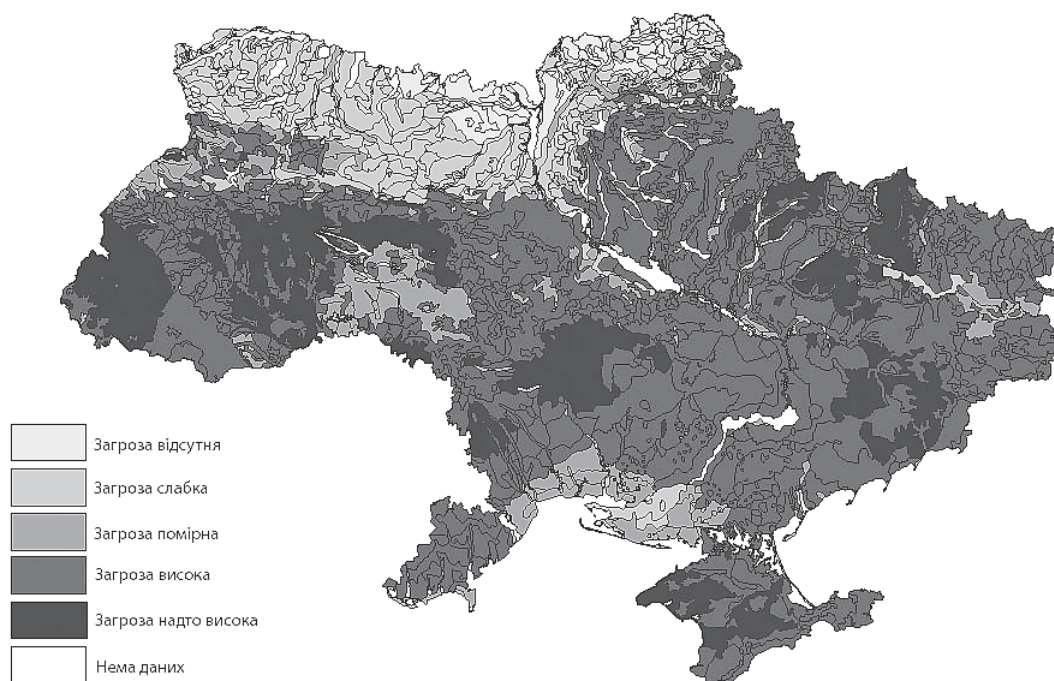 Загроза відсутня
Загроза слабка
Загроза помірна
Загроза висока
Загроза надто висока
Нема даних